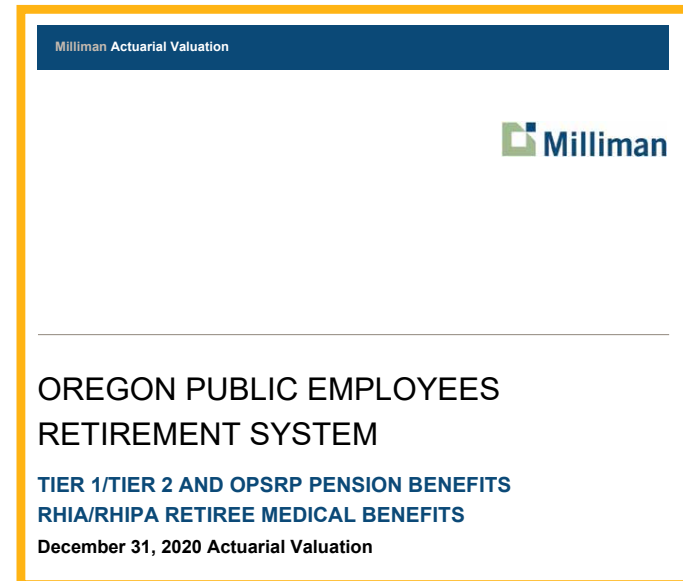 Milliman Actuarial Valuation
Milliman
OREGON PUBLIC EMPLOYEES
RETIREMENT SYSTEM
TIER 1/TIER 2 AND OPSRP PENSION BENEFITS
RHIA/RHIPA RETIREE MEDICAL BENEFITS
December 31, 2020 Actuarial Valuation